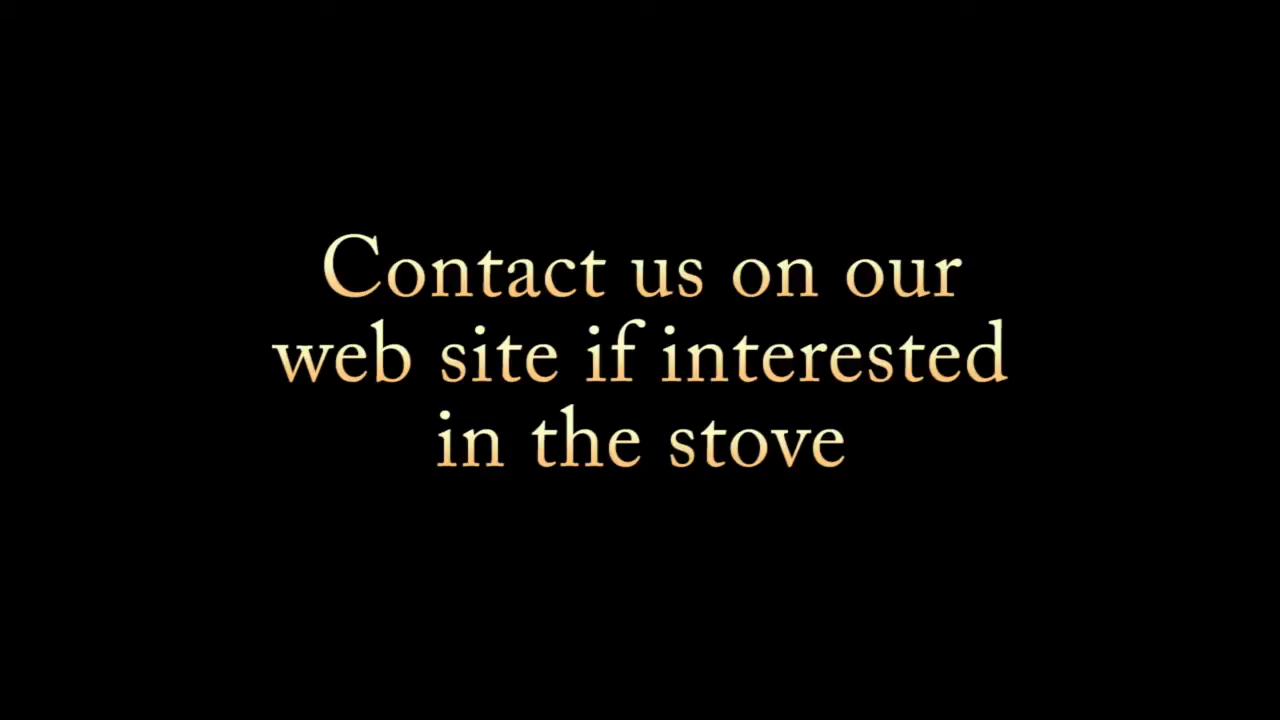 Contact us on our
web site if interested
in the stove